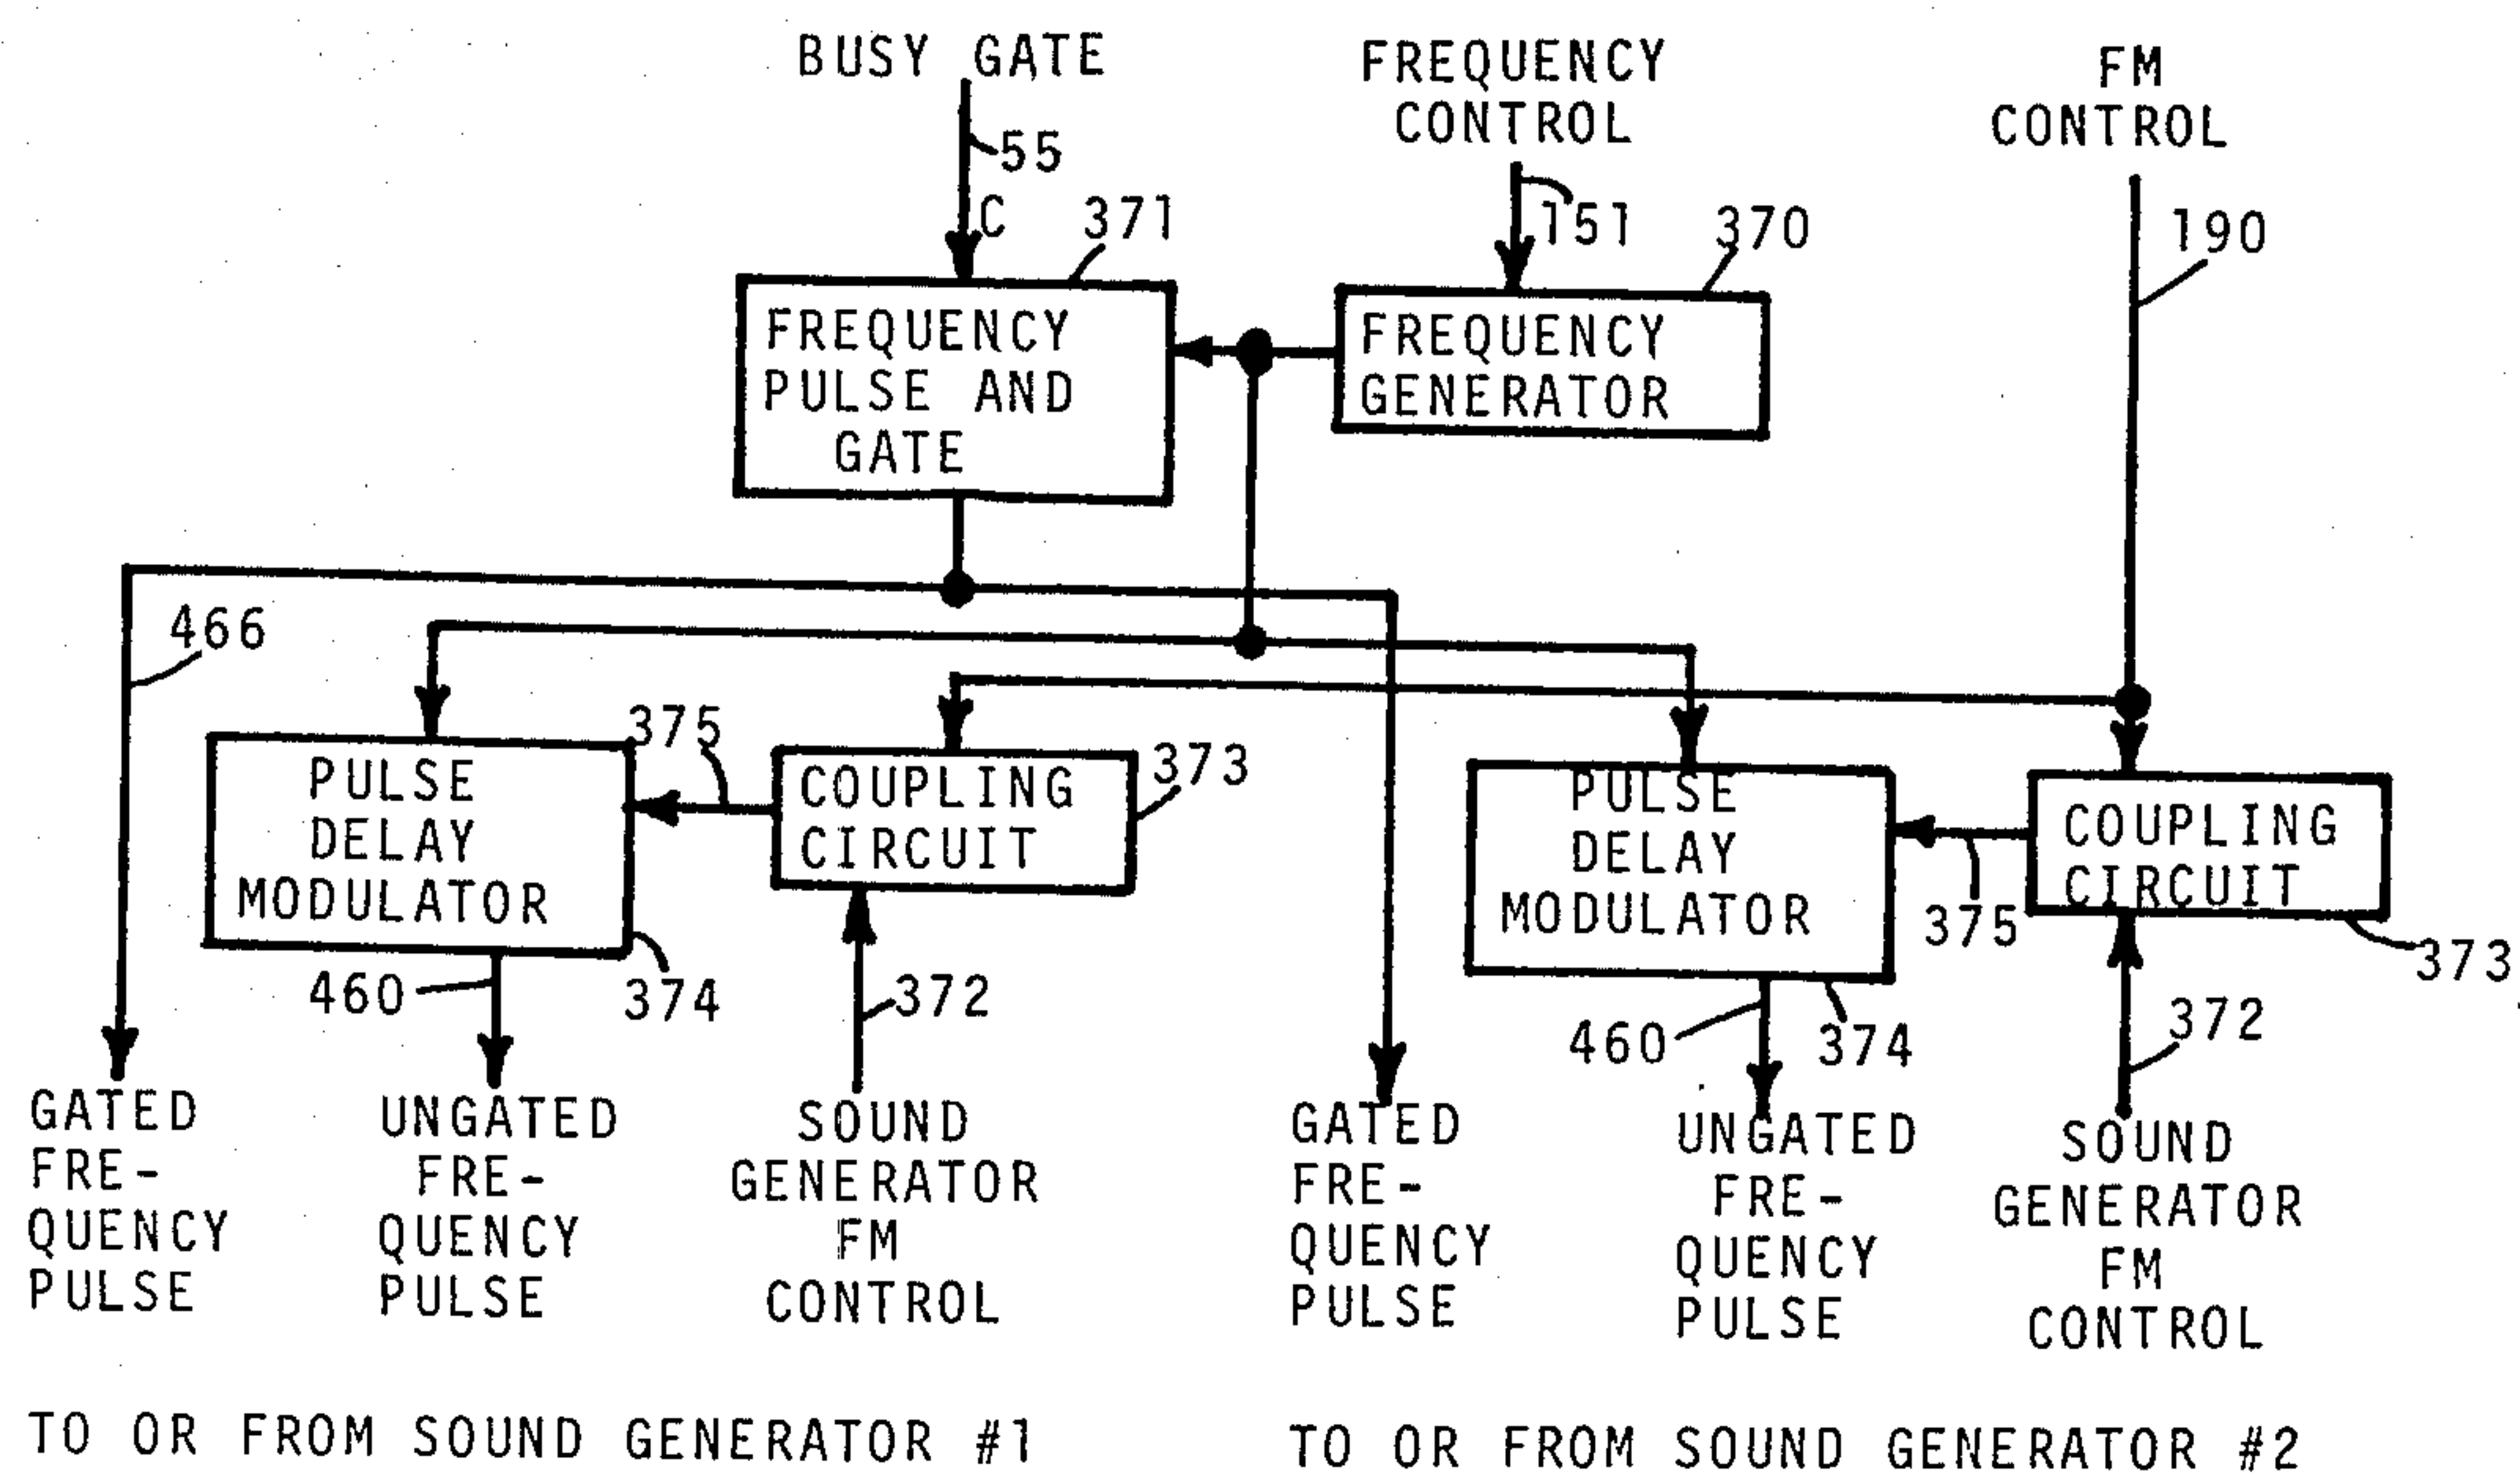 BUSY GATE
FREQUENCY
CONTROL
FM
CONTROL
55
C
371
151
370
190
FREQUENCY
PULSE AND
GATE
FREQUENCY
GENERATOR
466
375
373
PULSE
DELAY
MODULATOR
COUPLING
CIRCUIT
PULSE
DELAY
MODULATOR
COUPLING
CIRCUIT
375
373
460
374
372
460
374
372
GATED
FRE-
QUENCY
PULSE
UNGATED
FRE-
QUENCY
PULSE
SOUND
GENERATOR
FM
CONTROL
GATED
FRE-
QUENCY
PULSE
UNGATED
FRE-
QUENCY
PULSE
SOUND
GENERATOR
FM
CONTROL
TO OR FROM SOUND GENERATOR #1
TO OR FROM SOUND GENERATOR #2